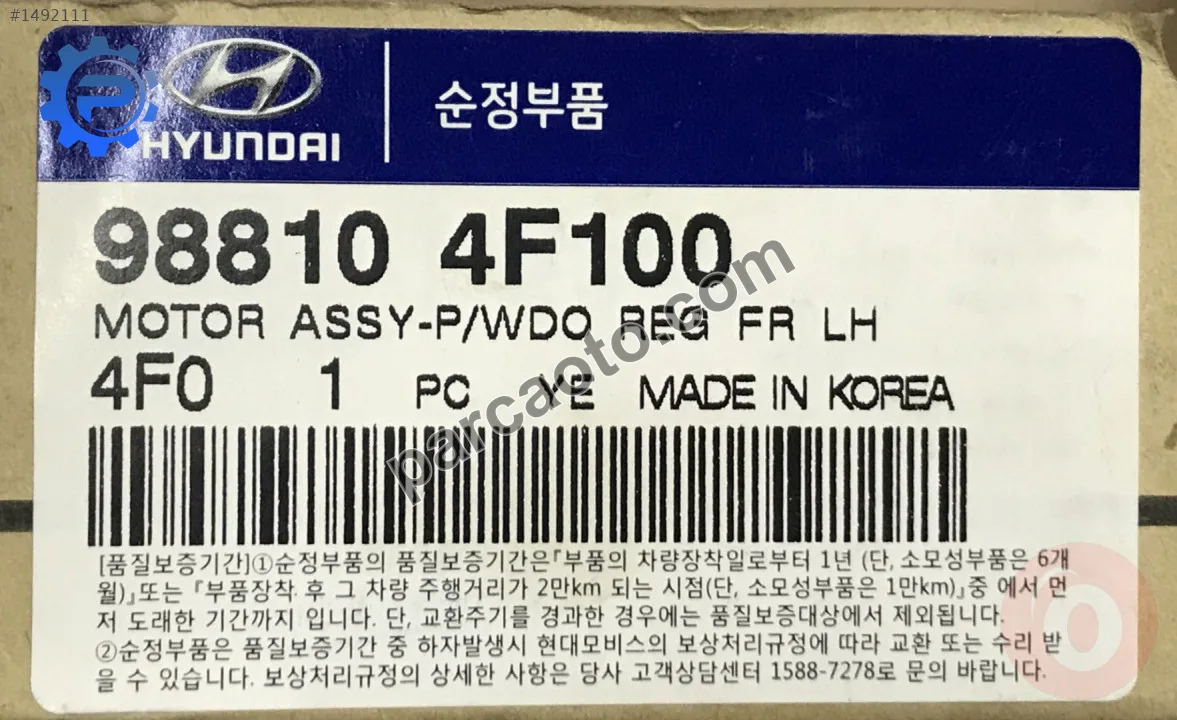 #1492111
HYUNDAI
순정부품
98810 4F100
MOTOR ASSY-P/WDO REG FR LH
4F0 1 PC YE MADE IN KOREA
parcaoto.com
[품질보증기간]①순정부품의 품질보증기간은『부품의 차량장착일로부터 1년 (단, 소모성부품은 6개
월)』또는 『부품장착 후 그 차량 주행거리가 2만km 되는 시점(단, 소모성부품은 1만km)』중 에서 먼
저 도래한 기간까지 입니다. 단, 교환주기를 경과한 경우에는 품질보증대상에서 제외됩니다.
②순정부품은 품질보증기간 중 하자발생시 현대모비스의 보상처리규정에 따라 교환 또는 수리 받
을 수 있습니다. 보상처리규정의 상세한 사항은 당사 고객상담센터 1588-7278로 문의 바랍니다.